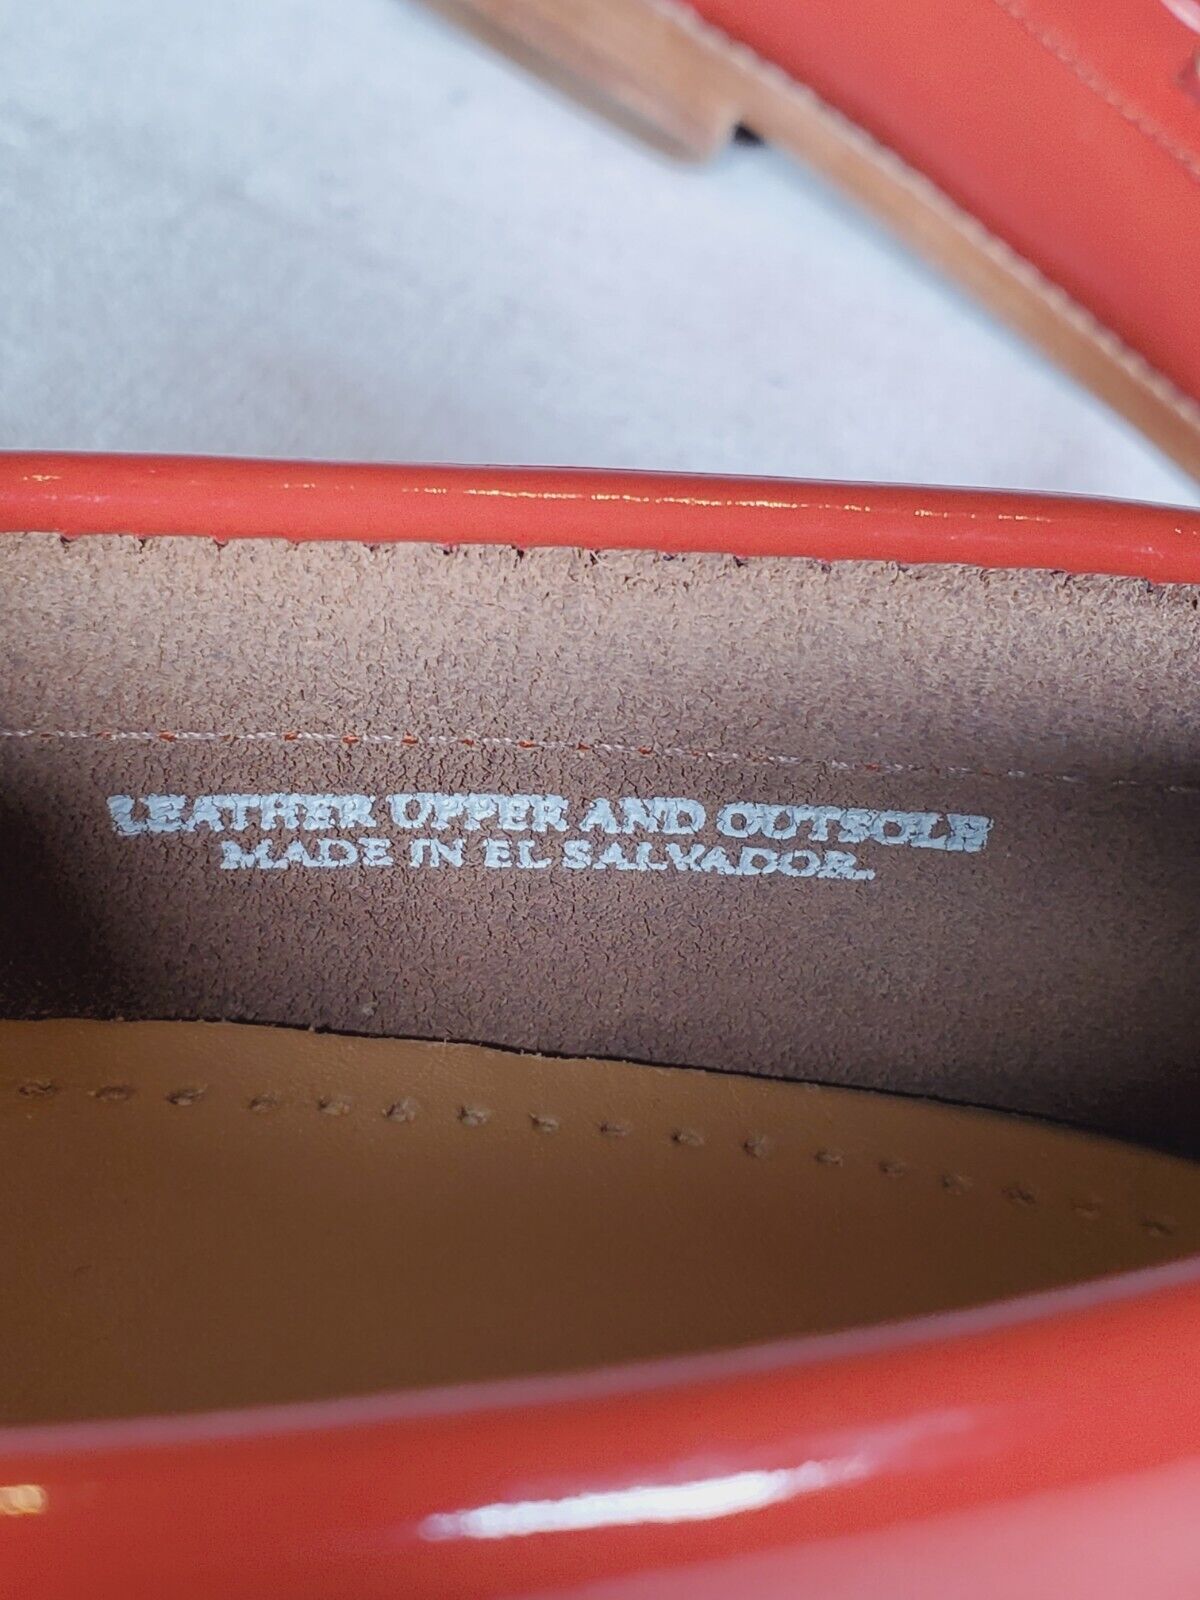 LEATHER UPPER AND OUTSOLE
MADE IN EL SALVADOR.